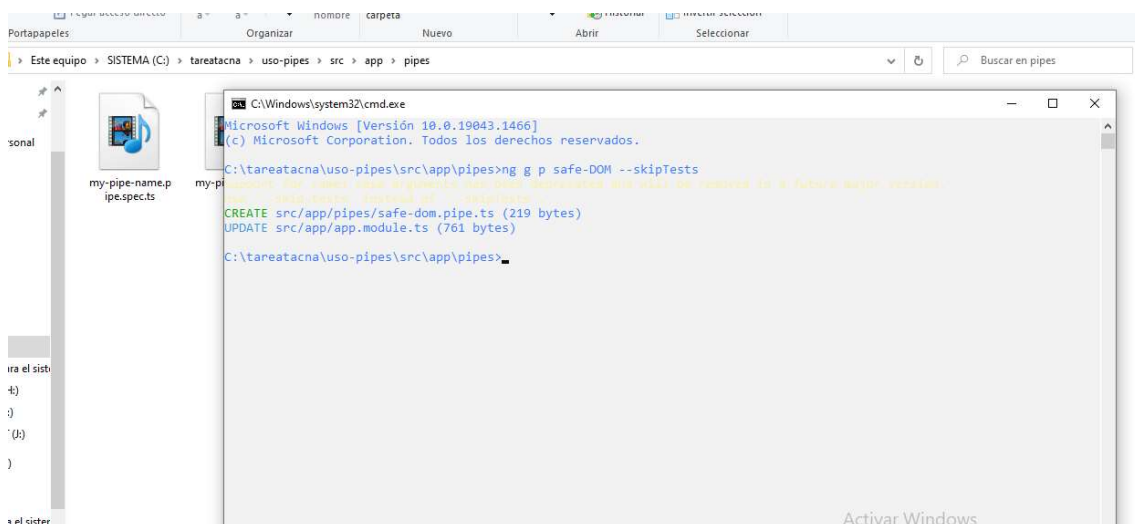 nombre carpeta
Portapapeles Organizar Nuevo Abrir Seleccionar
> Este equipo > SISTEMA (C:) > tareatacna > uso-pipes > src > app > pipes
Buscar en pipes
C:\Windows\system32\cmd.exe
Microsoft Windows [Versión 10.0.19043.1466]
(c) Microsoft Corporation. Todos los derechos reservados.
C:\tareatacna\uso-pipes\src\app\pipes>ng g p safe-DOM --skipTests
CREATE src/app/pipes/safe-dom.pipe.ts (219 bytes)
UPDATE src/app/app.module.ts (761 bytes)
C:\tareatacna\uso-pipes\src\app\pipes>
my-pipe-name.p
ipe.spec.ts
my-pi
(J:)
Activar Windows